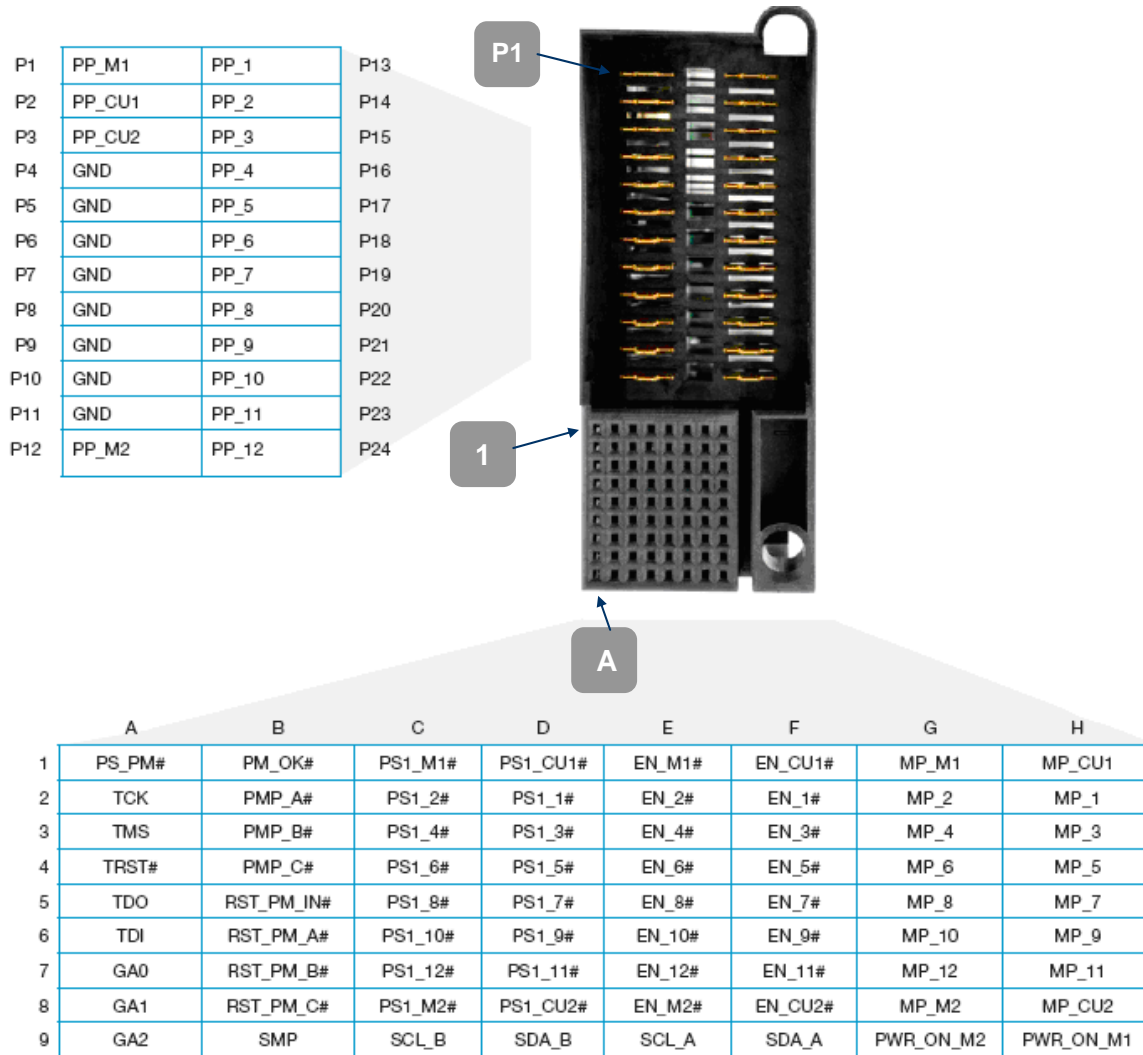 P1
P1 PP_M1 PP_1 P13
P2 PP_CU1 PP_2 P14
P3 PP_CU2 PP_3 P15
P4 GND PP_4 P16
P5 GND PP_5 P17
P6 GND PP_6 P18
P7 GND PP_7 P19
P8 GND PP_8 P20
P9 GND PP_9 P21
P10 GND PP_10 P22
P11 GND PP_11 P23
P12 PP_M2 PP_12 P24
1
A
A B C D E F G H
1 PS_PM# PM_OK# PS1_M1# PS1_CU1# EN_M1# EN_CU1# MP_M1 MP_CU1
2 TCK PMP_A# PS1_2# PS1_1# EN_2# EN_1# MP_2 MP_1
3 TMS PMP_B# PS1_4# PS1_3# EN_4# EN_3# MP_4 MP_3
4 TRST# PMP_C# PS1_6# PS1_5# EN_6# EN_5# MP_6 MP_5
5 TDO RST_PM_IN# PS1_8# PS1_7# EN_8# EN_7# MP_8 MP_7
6 TDI RST_PM_A# PS1_10# PS1_9# EN_10# EN_9# MP_10 MP_9
7 GA0 RST_PM_B# PS1_12# PS1_11# EN_12# EN_11# MP_12 MP_11
8 GA1 RST_PM_C# PS1_M2# PS1_CU2# EN_M2# EN_CU2# MP_M2 MP_CU2
9 GA2 SMP SCL_B SDA_B SCL_A SDA_A PWR_ON_M2 PWR_ON_M1